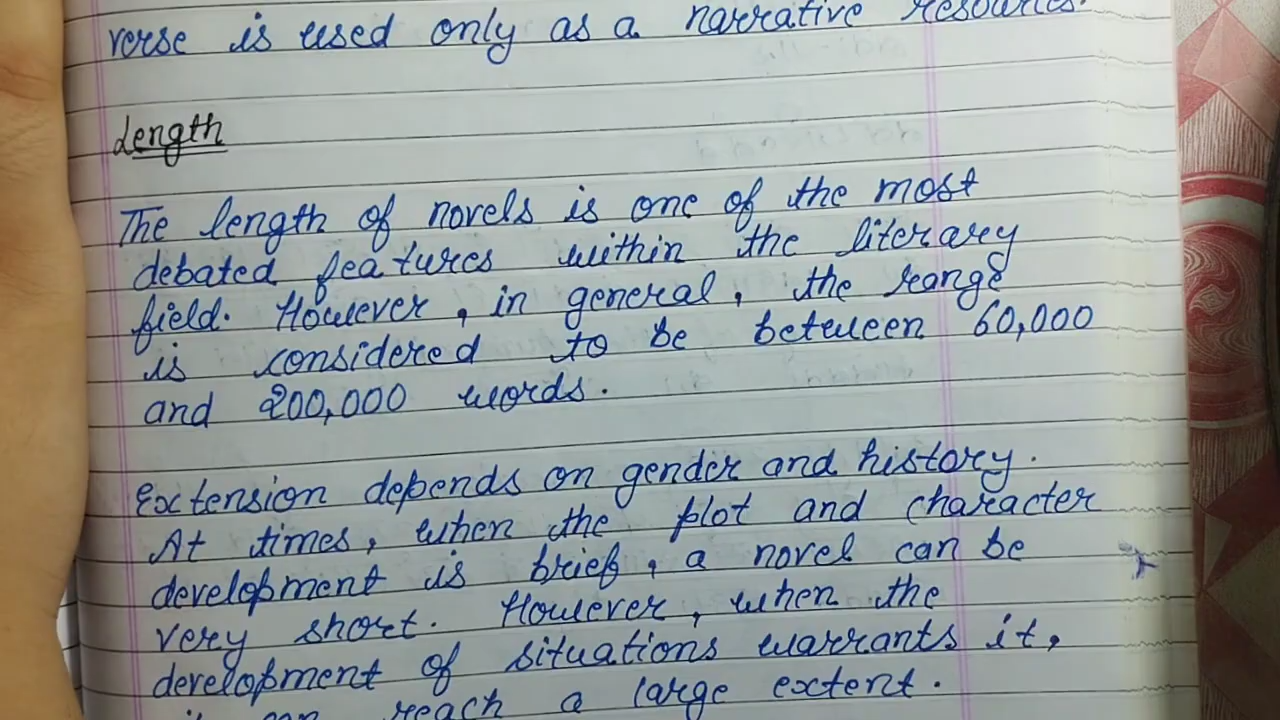 verse is used only as a narrative resource.
Length
The length of novels is one of the most
debated features within the literary
field. However, in general, the range
is considered to be between 60,000
and 200,000 words.
Extension depends on gender and history.
At times, when the plot and character
development is brief, a novel can be
very short. However, when the
development of situations warrants it,
it can reach a large extent.